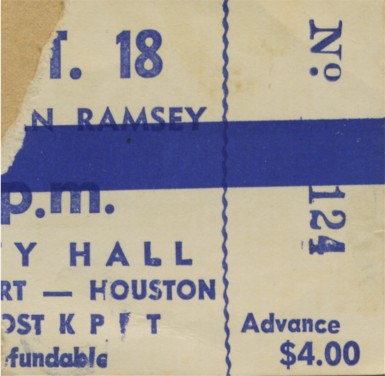 T. 18
N RAMSEY
p.m.
Y HALL
RT — HOUSTON
OST K P I T
fundable
Advance
$4.00
No.
124